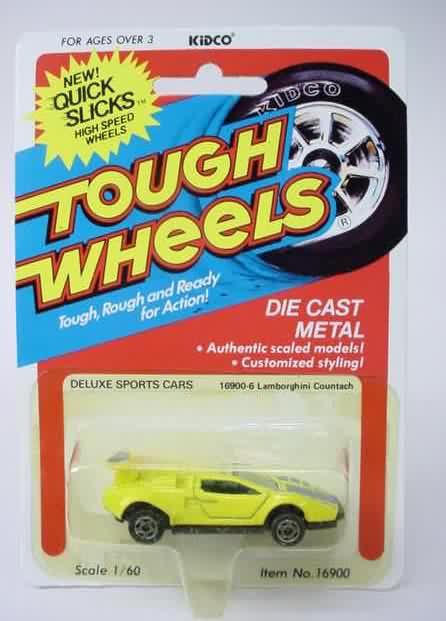 FOR AGES OVER 3
KIDCO®
NEW!
QUICK
SLICKS™
HIGH SPEED
WHEELS
KIDCO
TOUGH
WHEELS®
Tough, Rough and Ready
for Action!
DIE CAST
METAL
• Authentic scaled models!
• Customized styling!
DELUXE SPORTS CARS
16900-6 Lamborghini Countach
Scale 1/60
Item No. 16900